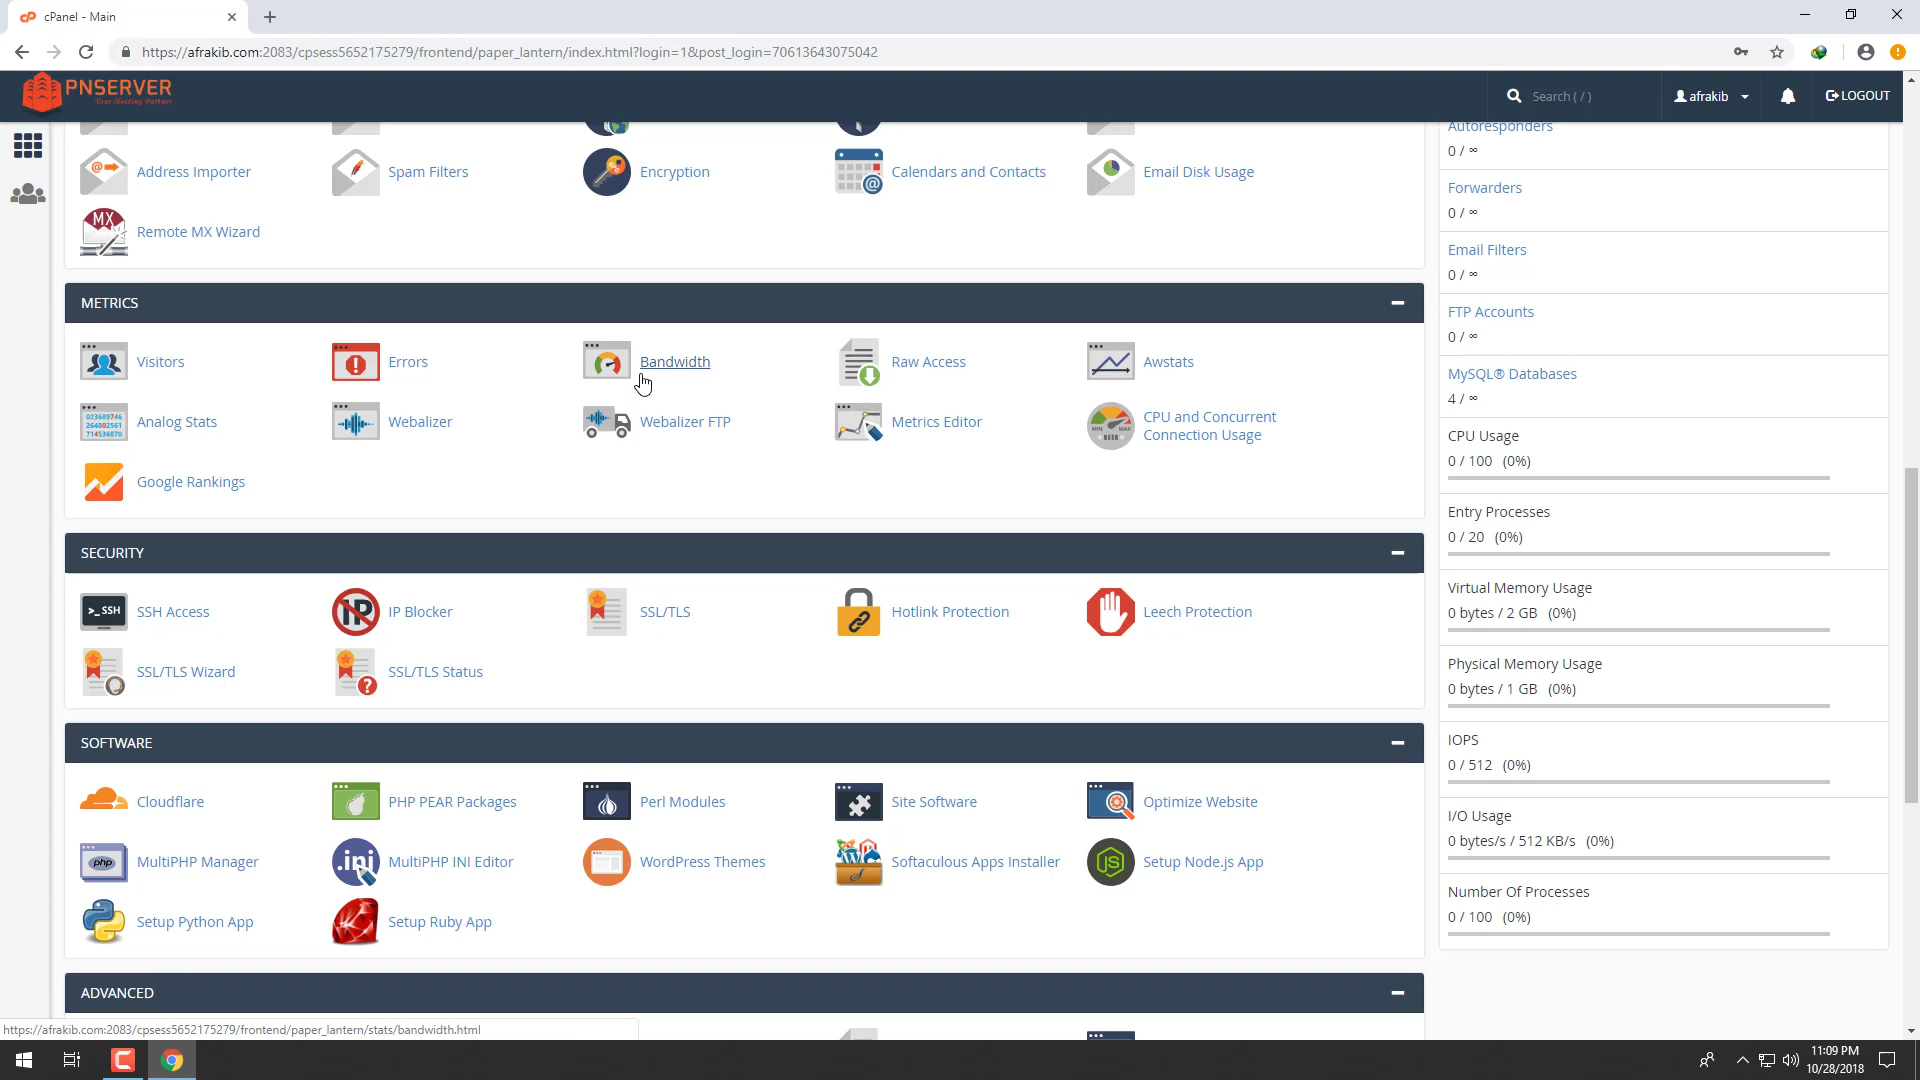 cPanel - Main
https://afrakib.com:2083/cpsess5652175279/frontend/paper_lantern/index.html?login=1&post_login=70613643075042
PNSERVER
Your Hosting Partner
Search ( / )
afrakib
LOGOUT
Address Importer
Spam Filters
Encryption
Calendars and Contacts
Email Disk Usage
Remote MX Wizard
METRICS
Visitors
Errors
Bandwidth
Raw Access
Awstats
Analog Stats
Webalizer
Webalizer FTP
Metrics Editor
CPU and Concurrent
Connection Usage
Google Rankings
SECURITY
SSH Access
IP Blocker
SSL/TLS
Hotlink Protection
Leech Protection
SSL/TLS Wizard
SSL/TLS Status
SOFTWARE
Cloudflare
PHP PEAR Packages
Perl Modules
Site Software
Optimize Website
MultiPHP Manager
MultiPHP INI Editor
WordPress Themes
Softaculous Apps Installer
Setup Node.js App
Setup Python App
Setup Ruby App
ADVANCED
Autoresponders
0 / ∞
Forwarders
0 / ∞
Email Filters
0 / ∞
FTP Accounts
0 / ∞
MySQL® Databases
4 / ∞
CPU Usage
0 / 100 (0%)
Entry Processes
0 / 20 (0%)
Virtual Memory Usage
0 bytes / 2 GB (0%)
Physical Memory Usage
0 bytes / 1 GB (0%)
IOPS
0 / 512 (0%)
I/O Usage
0 bytes/s / 512 KB/s (0%)
Number Of Processes
0 / 100 (0%)
https://afrakib.com:2083/cpsess5652175279/frontend/paper_lantern/stats/bandwidth.html
11:09 PM
10/28/2018